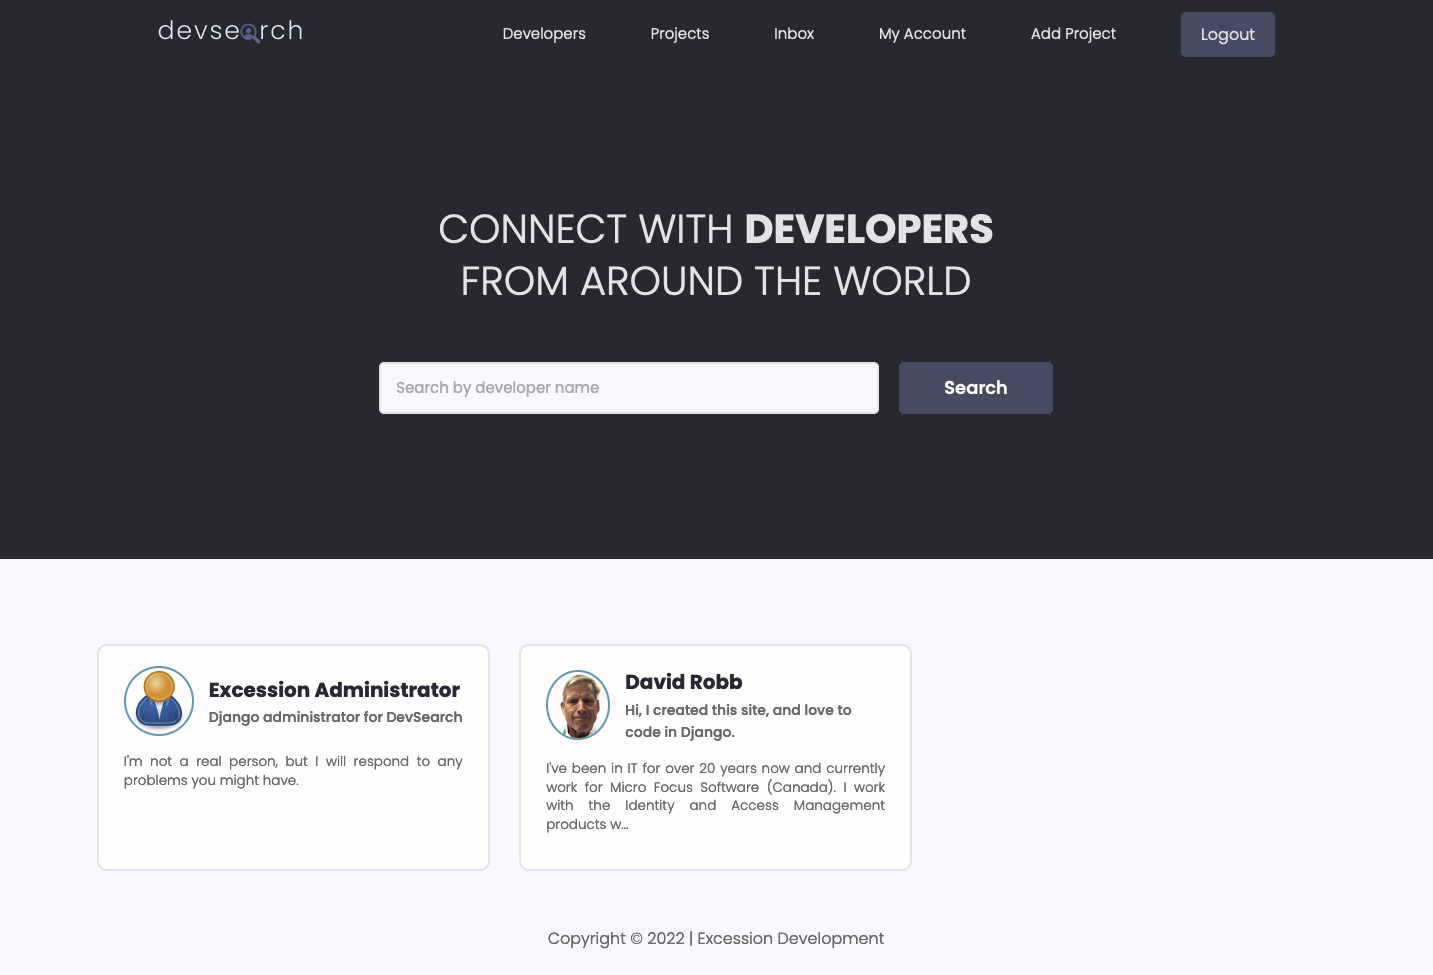 devsearch
Developers
Projects
Inbox
My Account
Add Project
Logout
CONNECT WITH DEVELOPERS
FROM AROUND THE WORLD
Search by developer name
Search
Excession Administrator
Django administrator for DevSearch
I'm not a real person, but I will respond to any
problems you might have.
David Robb
Hi, I created this site, and love to
code in Django.
I've been in IT for over 20 years now and currently
work for Micro Focus Software (Canada). I work
with the Identity and Access Management
products w…
Copyright © 2022 | Excession Development